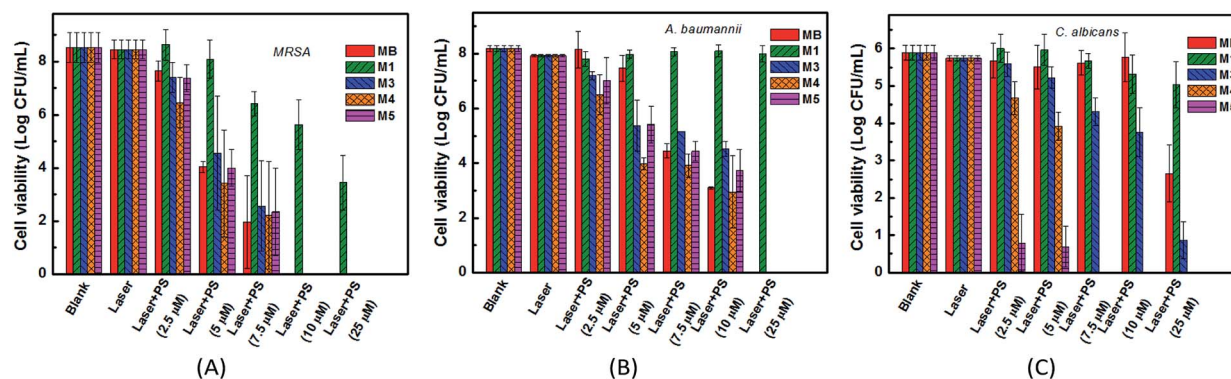 (A)
MRSA
Cell viability (Log CFU/mL)
8
6
4
2
0
MB
M1
M3
M4
M5
Blank
Laser
Laser+PS
(2.5 µM)
Laser+PS
(5 µM)
Laser+PS
(7.5 µM)
Laser+PS
(10 µM)
Laser+PS
(25 µM)
(A)
B)
A. baumannii
Cell viability (Log CFU/mL)
8
6
4
2
0
MB
M1
M3
M4
M5
Blank
Laser
Laser+PS
(2.5 µM)
Laser+PS
(5 µM)
Laser+PS
(7.5 µM)
Laser+PS
(10 µM)
Laser+PS
(25 µM)
(B)
C)
C. albicans
Cell viability (Log CFU/mL)
6
5
4
3
2
1
0
M1
M3
Blank
Laser
Laser+PS
(2.5 µM)
Laser+PS
(5 µM)
Laser+PS
(7.5 µM)
Laser+PS
(10 µM)
Laser+PS
(25 µM)
(C)